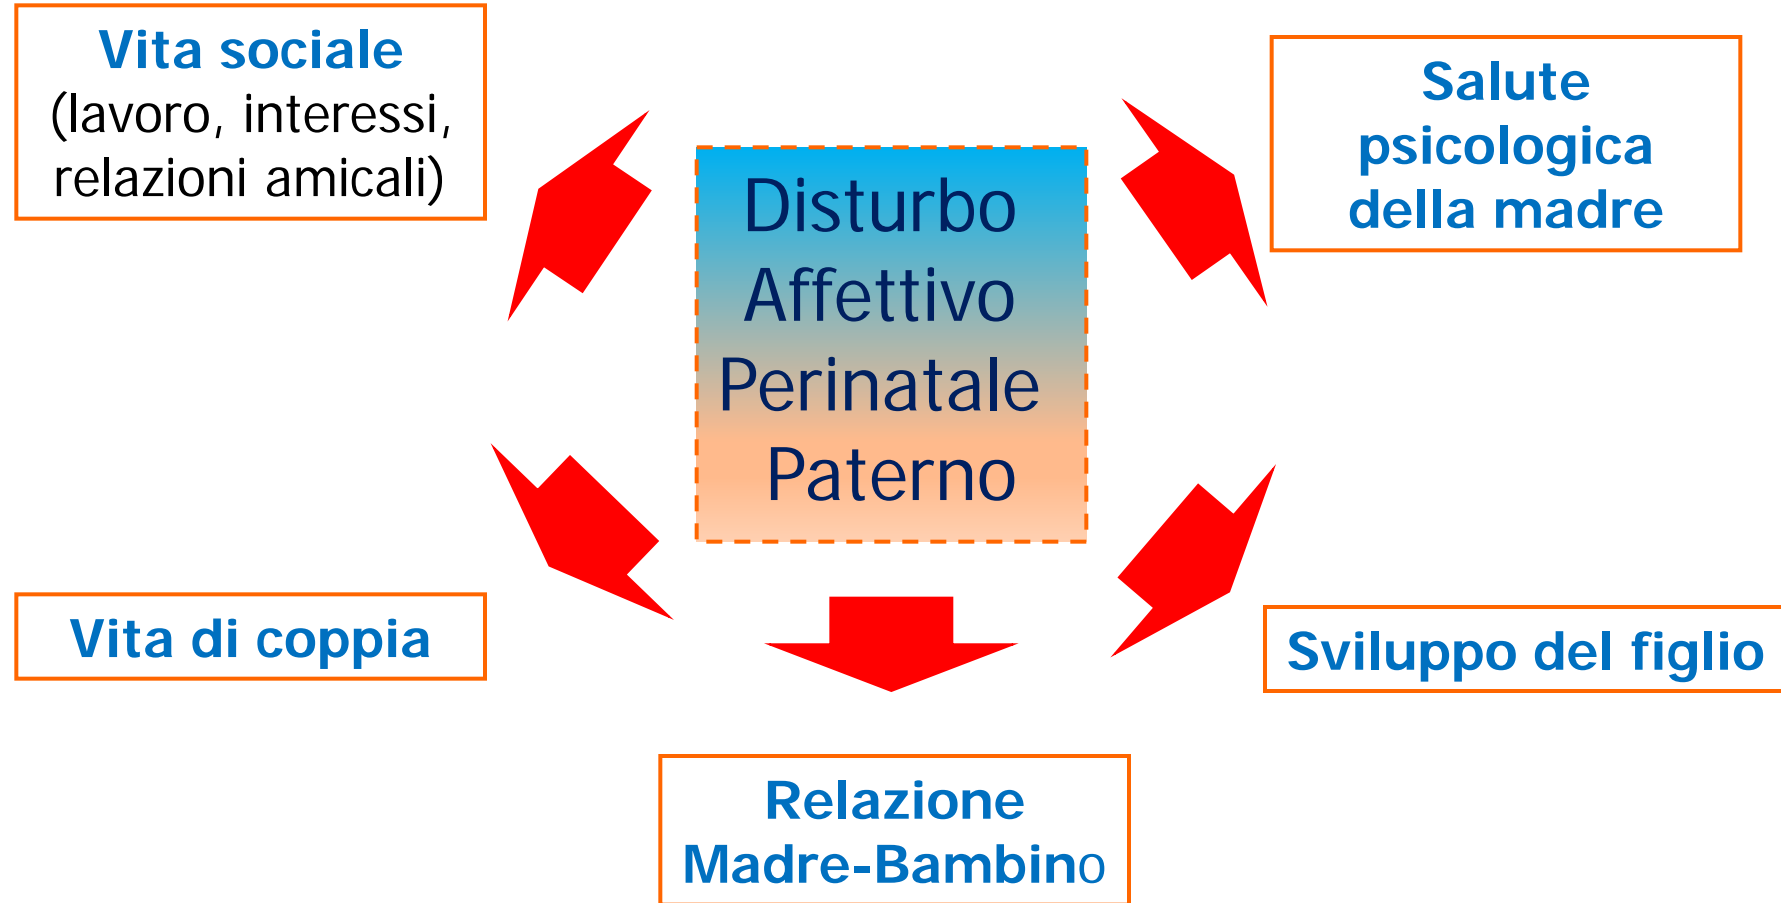 Vita sociale
(lavoro, interessi,
relazioni amicali)
Salute
psicologica
della madre
Disturbo
Affettivo
Perinatale
Paterno
Vita di coppia
Sviluppo del figlio
Relazione
Madre-Bambino